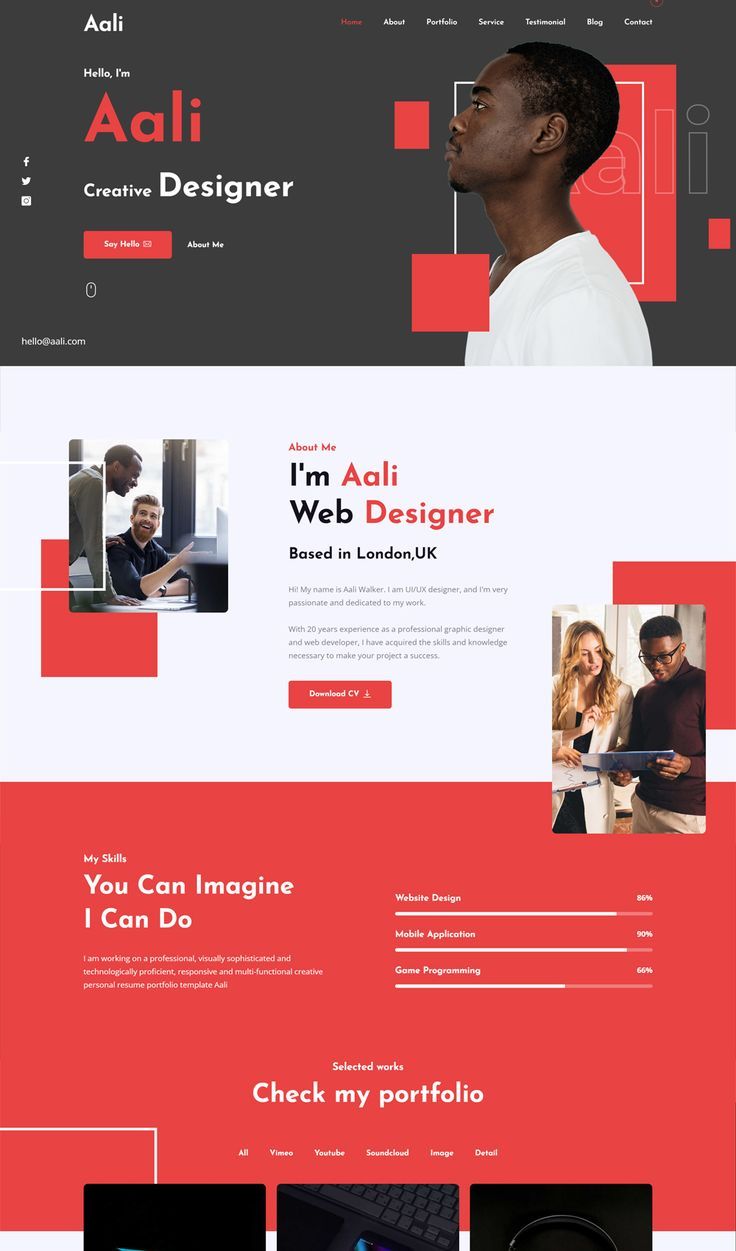 Aali
Home About Portfolio Service Testimonial Blog Contact
Hello, I'm
Aali
Aali
Creative Designer
Say Hello
About Me
hello@aali.com
About Me
I'm Aali
Web Designer
Based in London,UK
Hi! My name is Aali Walker. I am UI/UX designer, and I'm very
passionate and dedicated to my work.
With 20 years experience as a professional graphic designer
and web developer, I have acquired the skills and knowledge
necessary to make your project a success.
Download CV
My Skills
You Can Imagine
I Can Do
I am working on a professional, visually sophisticated and
technologically proficient, responsive and multi-functional creative
personal resume portfolio template Aali
Website Design 86%
Mobile Application 90%
Game Programming 66%
Selected works
Check my portfolio
All Vimeo Youtube Soundcloud Image Detail